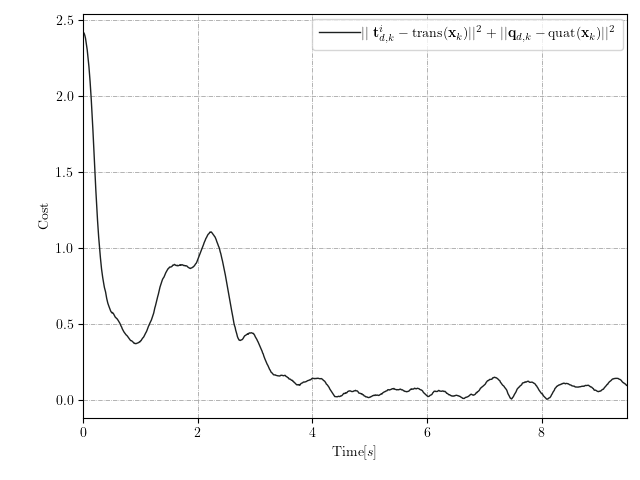 2.5
|| t^i_{d,k} − trans(x_k)||^2 + ||q_{d,k} − quat(x_k)||^2
2.0
1.5
Cost
1.0
0.5
0.0
0 2 4 6 8
Time[s]